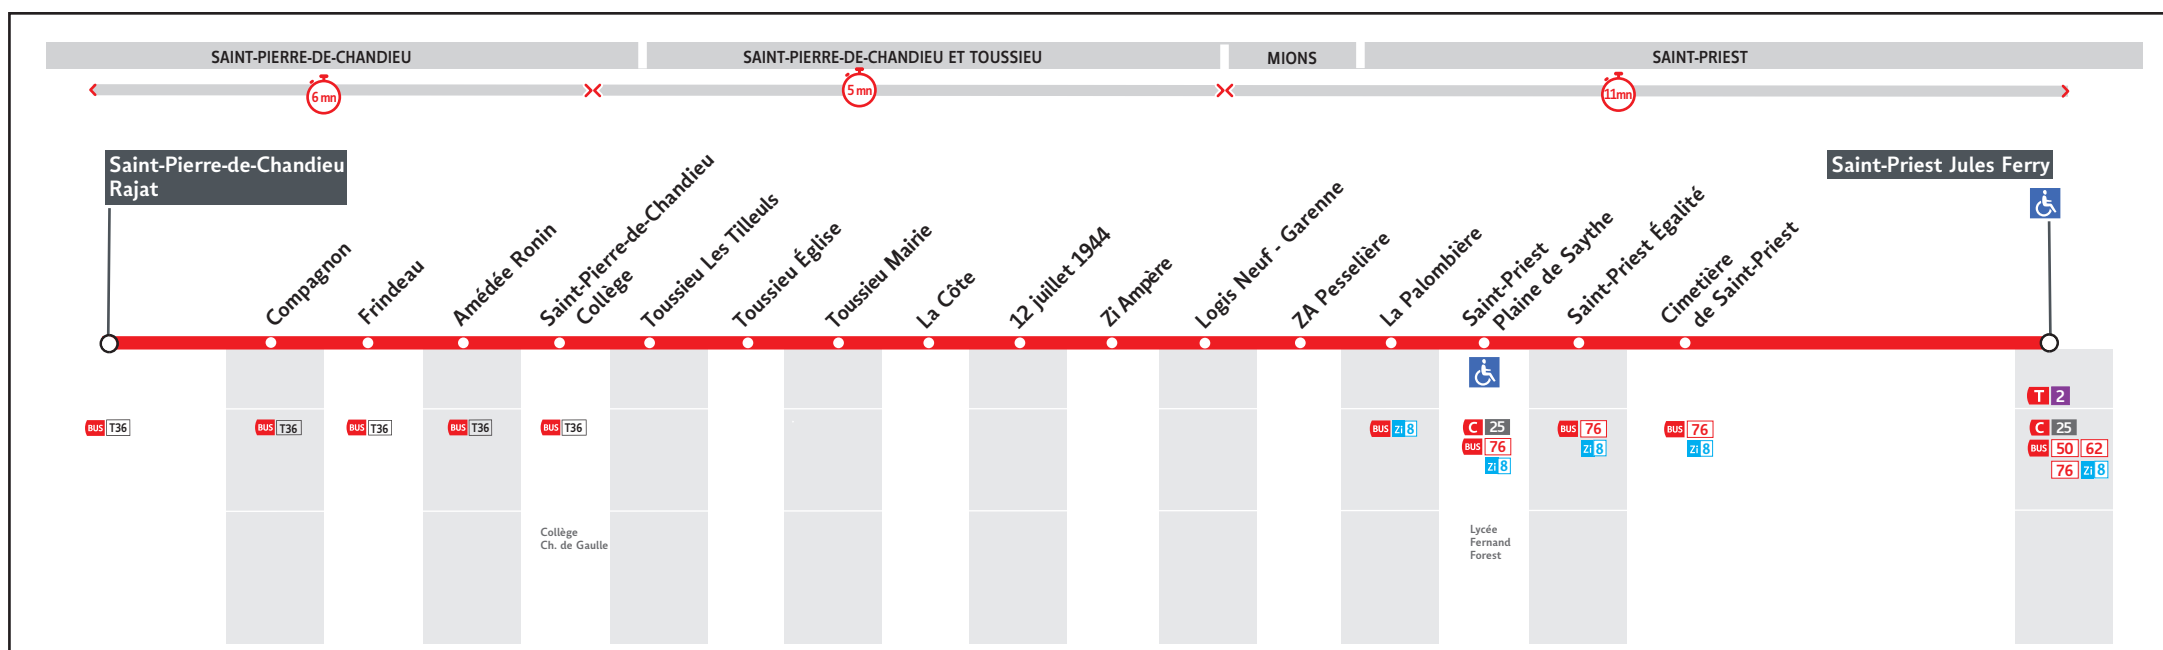 SAINT-PIERRE-DE-CHANDIEU
SAINT-PIERRE-DE-CHANDIEU ET TOUSSIEU
MIONS
SAINT-PRIEST
6 mn
5 mn
11mn
Saint-Pierre-de-Chandieu
Rajat
Saint-Priest Jules Ferry
Compagnon
Frindeau
Amédée Ronin
Saint-Pierre-de-Chandieu
Collège
Toussieu Les Tilleuls
Toussieu Église
Toussieu Mairie
La Côte
12 juillet 1944
Zi Ampère
Logis Neuf - Garenne
ZA Pesselière
La Palombière
Saint-Priest
Plaine de Saythe
Saint-Priest Égalité
Cimetière
de Saint-Priest
BUS T36
BUS T36
BUS T36
BUS T36
BUS T36
BUS Zi 8
C 25
BUS 76
Zi 8
BUS 76
Zi 8
BUS 76
Zi 8
T 2
C 25
BUS 50 62
76 Zi 8
Collège
Ch. de Gaulle
Lycée
Fernand
Forest